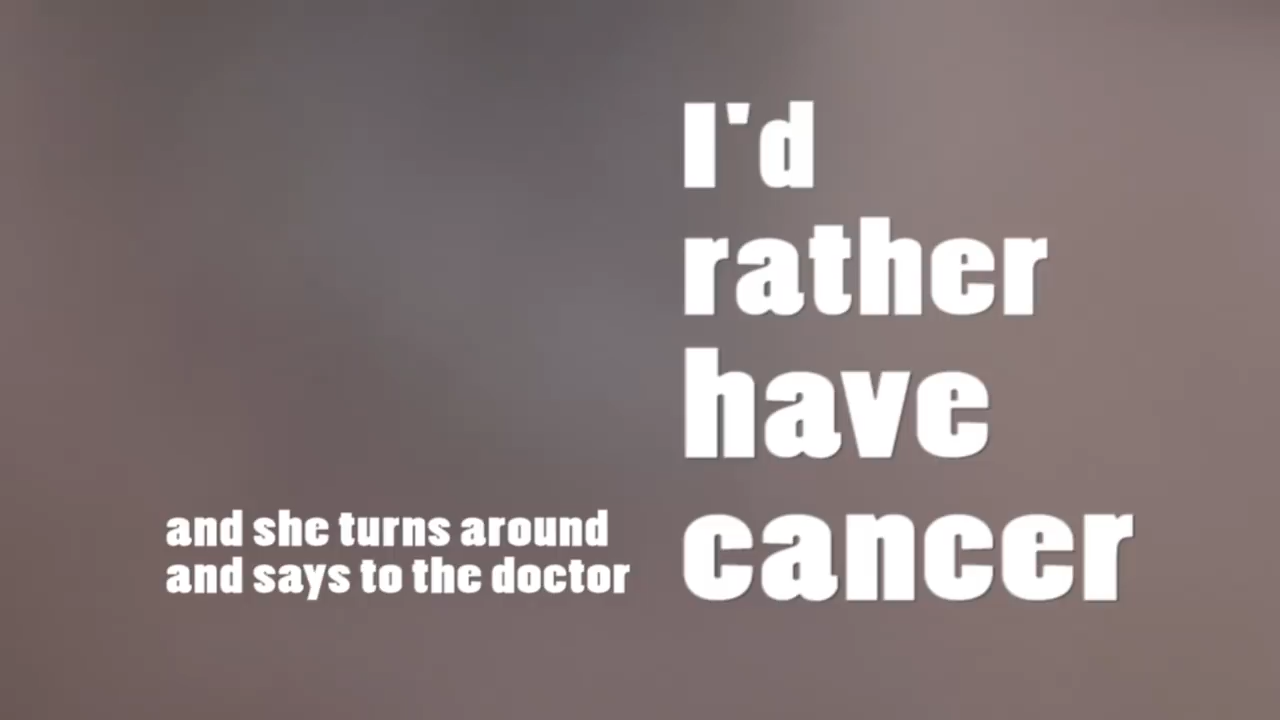 and she turns around
and says to the doctor
I'd
rather
have
cancer